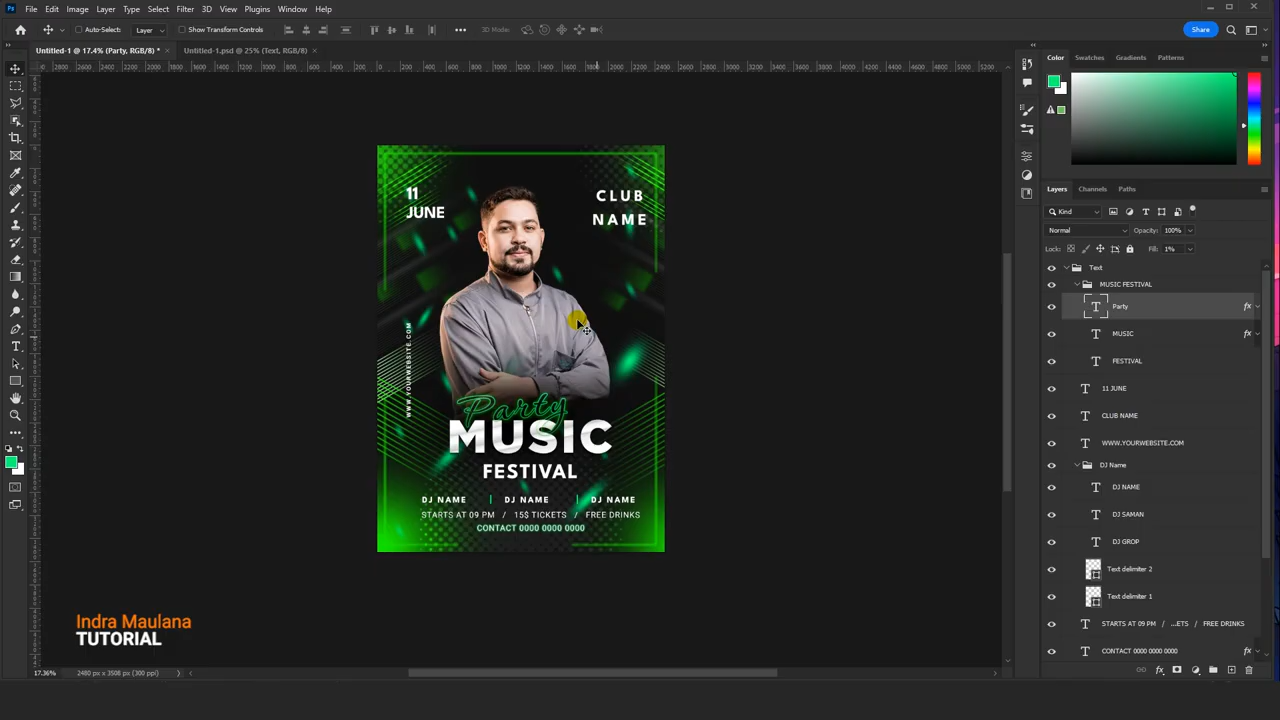 File Edit Image Layer Type Select Filter 3D View Plugins Window Help
Auto-Select: Layer Show Transform Controls 3D Mode: Share
Untitled-1 @ 17.4% (Party, RGB/8) * Untitled-1.psd @ 25% (Text, RGB/8)
Color Swatches Gradients Patterns
11
JUNE
CLUB
NAME
WWW.YOURWEBSITE.COM
Party
MUSIC
FESTIVAL
DJ NAME | DJ NAME | DJ NAME
STARTS AT 09 PM / 15$ TICKETS / FREE DRINKS
CONTACT 0000 0000 0000
Layers Channels Paths
Kind
Normal Opacity: 100%
Lock: Fill: 1%
Text
MUSIC FESTIVAL
Party fx
MUSIC fx
FESTIVAL
11 JUNE
CLUB NAME
WWW.YOURWEBSITE.COM
DJ Name
DJ NAME
DJ SAMAN
DJ GROP
Text delimiter 2
Text delimiter 1
STARTS AT 09 PM / ...ETS / FREE DRINKS
CONTACT 0000 0000 0000 fx
Indra Maulana
TUTORIAL
17.36% 2480 px x 3508 px (300 ppi)